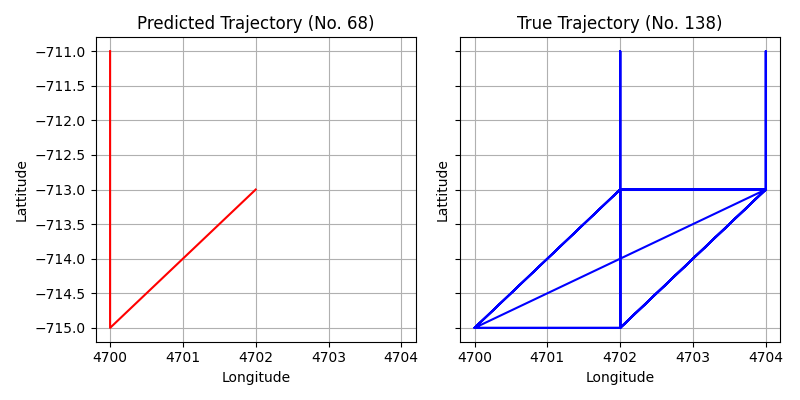 Predicted Trajectory (No. 68)
True Trajectory (No. 138)
−711.0
−711.5
−712.0
−712.5
−713.0
−713.5
−714.0
−714.5
−715.0
Lattitude
Lattitude
4700 4701 4702 4703 4704
4700 4701 4702 4703 4704
Longitude
Longitude